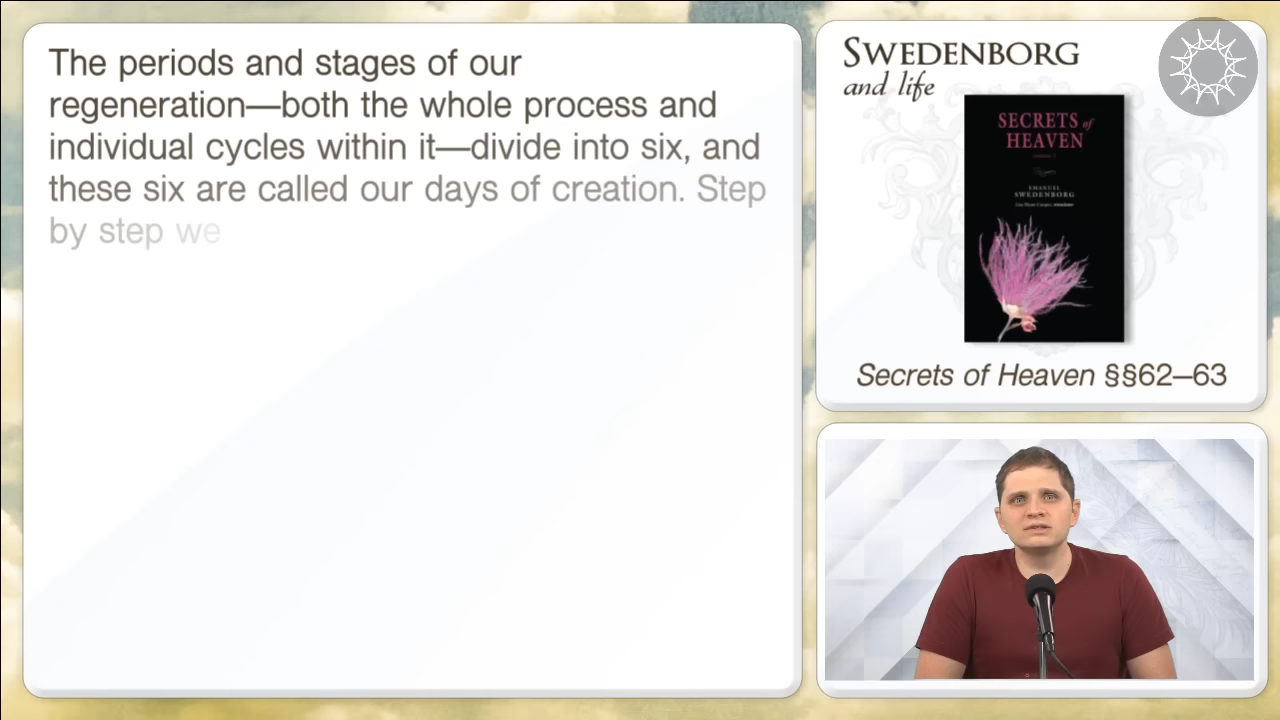 The periods and stages of our
regeneration—both the whole process and
individual cycles within it—divide into six, and
these six are called our days of creation. Step
by step we
SWEDENBORG
and life
SECRETS of
HEAVEN
EMANUEL
SWEDENBORG
Secrets of Heaven §§62–63